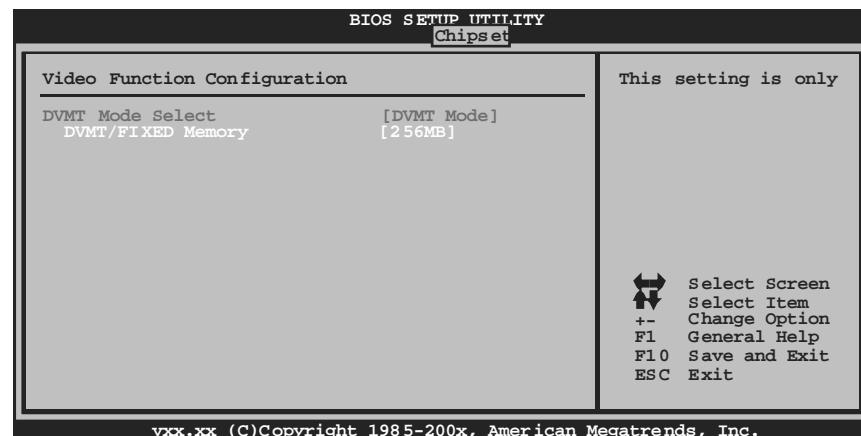 BIOS SETUP UTILITY
Chipset
Video Function Configuration
DVMT Mode Select [DVMT Mode]
DVMT/FIXED Memory [256MB]
This setting is only
Select Screen
Select Item
+- Change Option
F1 General Help
F10 Save and Exit
ESC Exit
vxx.xx (C)Copyright 1985-200x, American Megatrends, Inc.